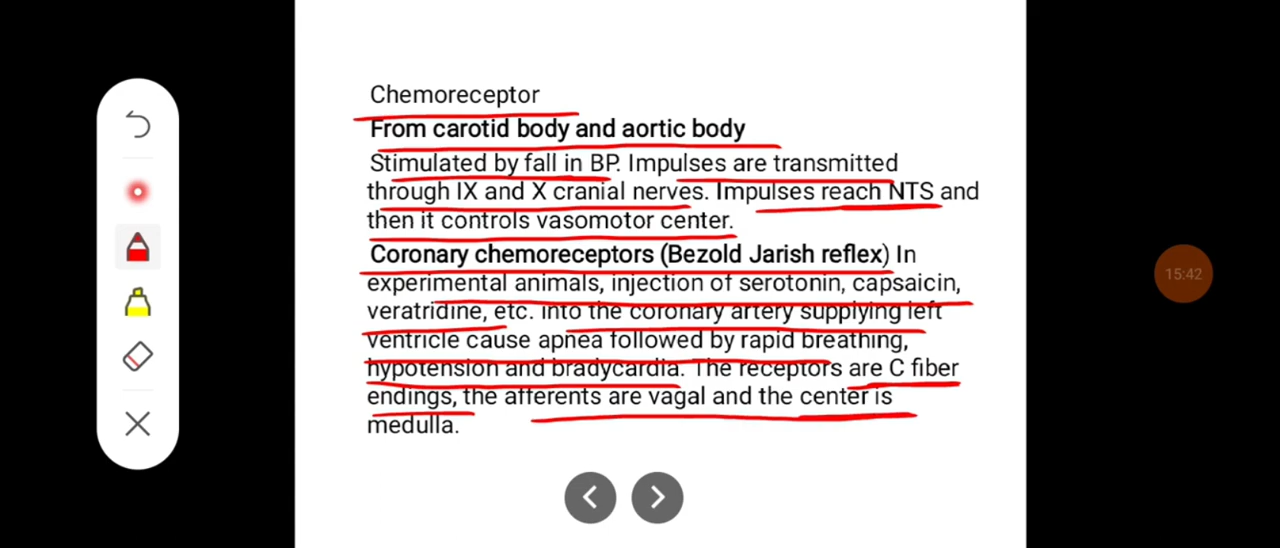 Chemoreceptor
From carotid body and aortic body
Stimulated by fall in BP. Impulses are transmitted
through IX and X cranial nerves. Impulses reach NTS and
then it controls vasomotor center.
Coronary chemoreceptors (Bezold Jarish reflex) In
experimental animals, injection of serotonin, capsaicin,
veratridine, etc. into the coronary artery supplying left
ventricle cause apnea followed by rapid breathing,
hypotension and bradycardia. The receptors are C fiber
endings, the afferents are vagal and the center is
medulla.
15:42